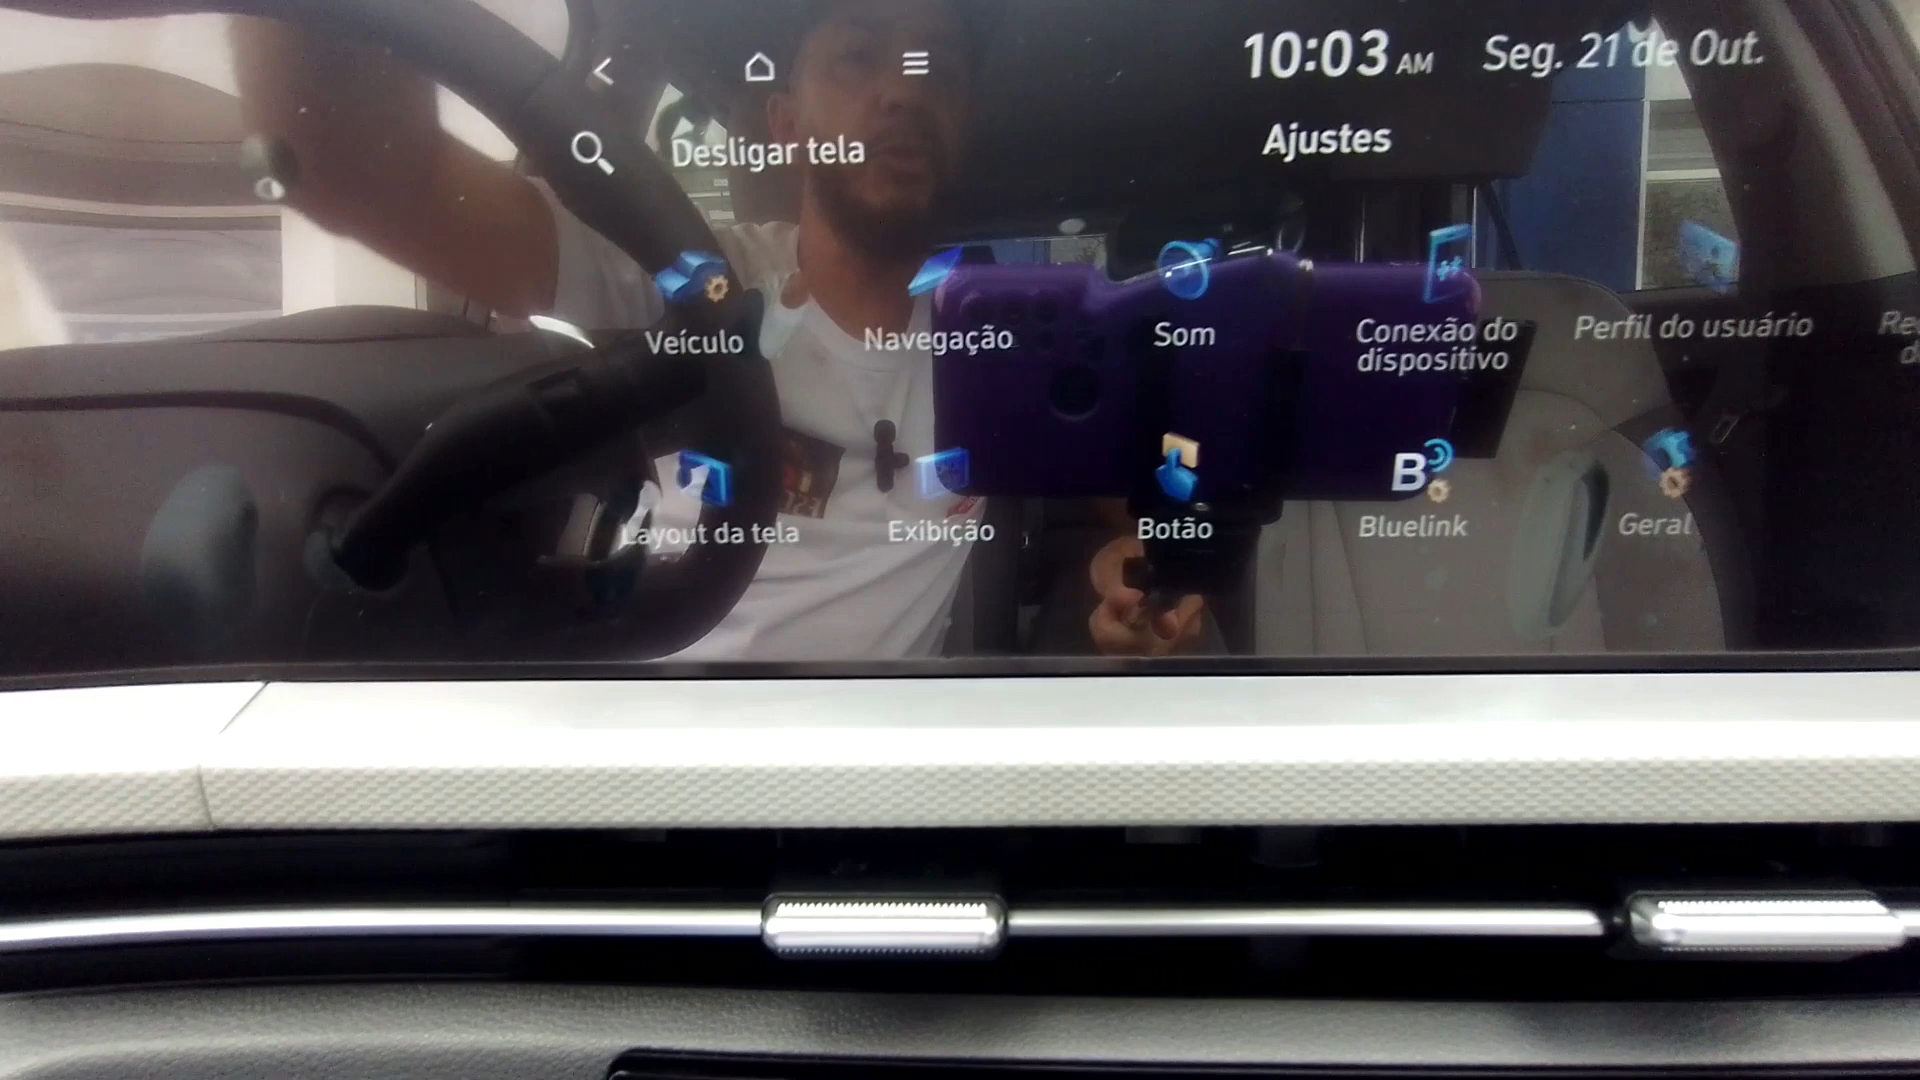 10:03 AM Seg. 21 de Out.
Desligar tela
Ajustes
Veículo
Navegação
Som
Conexão do
dispositivo
Perfil do usuário
Layout da tela
Exibição
Botão
Bluelink
Geral